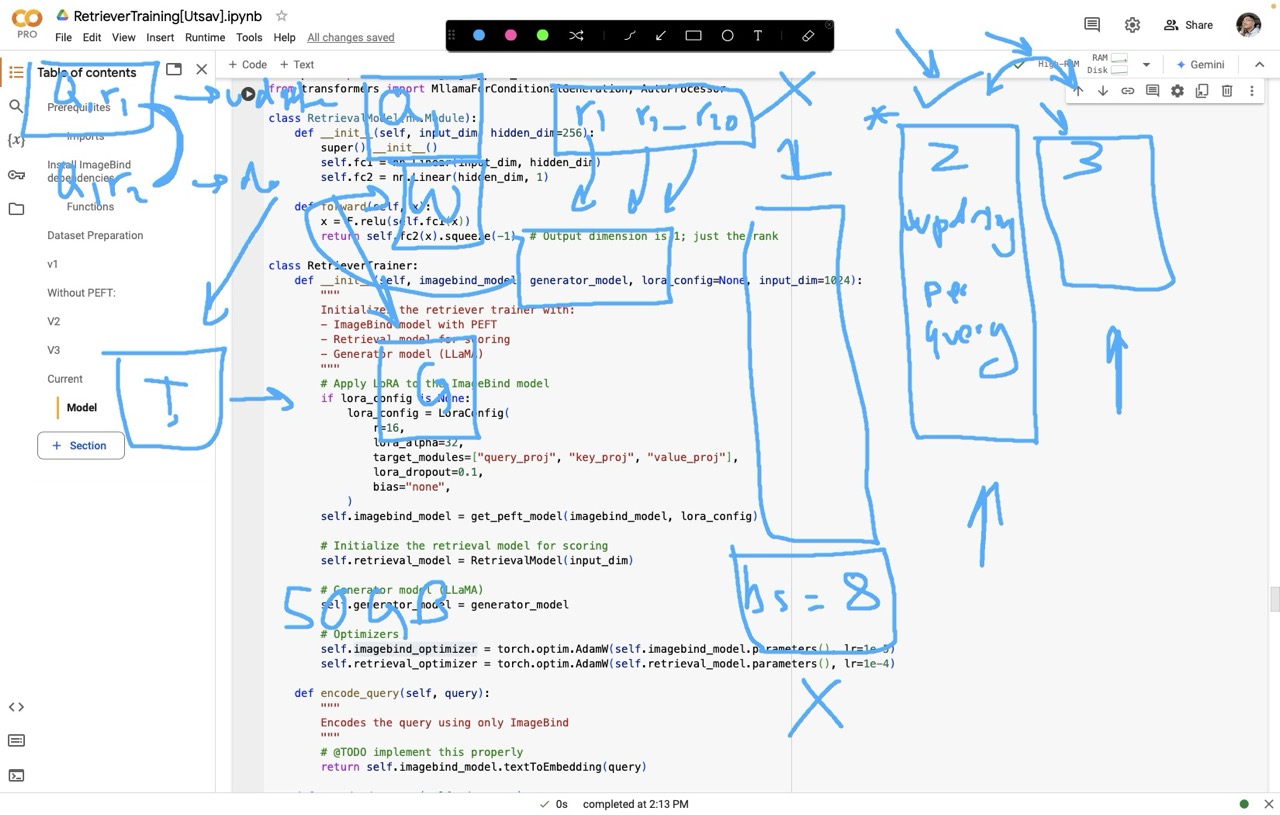 RetrieverTraining[Utsav].ipynb
PRO
File Edit View Insert Runtime Tools Help All changes saved
T
Share
+ Code + Text
RAM
Disk
Gemini
Table of contents
Prerequisites
Imports
Install ImageBind
dependencies
Functions
Dataset Preparation
v1
Without PEFT:
V2
V3
Current
Model
+ Section
from transformers import MllamaForConditionalGeneration, AutoProcessor
class RetrievalModel(nn.Module):
def __init__(self, input_dim, hidden_dim=256):
super().__init__()
self.fc1 = nn.Linear(input_dim, hidden_dim)
self.fc2 = nn.Linear(hidden_dim, 1)
def forward(self, x):
x = F.relu(self.fc1(x))
return self.fc2(x).squeeze(-1) # Output dimension is 1; just the rank
class RetrieverTrainer:
def __init__(self, imagebind_model, generator_model, lora_config=None, input_dim=1024):
"""
Initializes the retriever trainer with:
- ImageBind model with PEFT
- Retrieval model for scoring
- Generator model (LLaMA)
"""
# Apply LoRA to the ImageBind model
if lora_config is None:
lora_config = LoraConfig(
r=16,
lora_alpha=32,
target_modules=["query_proj", "key_proj", "value_proj"],
lora_dropout=0.1,
bias="none",
)
self.imagebind_model = get_peft_model(imagebind_model, lora_config)
# Initialize the retrieval model for scoring
self.retrieval_model = RetrievalModel(input_dim)
# Generator model (LLaMA)
self.generator_model = generator_model
# Optimizers
self.imagebind_optimizer = torch.optim.AdamW(self.imagebind_model.parameters(), lr=1e-5)
self.retrieval_optimizer = torch.optim.AdamW(self.retrieval_model.parameters(), lr=1e-4)
def encode_query(self, query):
"""
Encodes the query using only ImageBind
"""
# @TODO implement this properly
return self.imagebind_model.textToEmbedding(query)
0s completed at 2:13 PM
Q1 r1
update
Q1 r2
Q1
r1
r20
W
G
T
1
2
per
query
3
50 GB
bs = 8